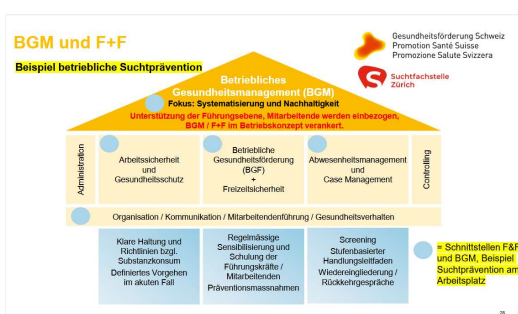 BGM und F+F
Beispiel betriebliche Suchtprävention
Gesundheitsförderung Schweiz
Promotion Santé Suisse
Promozione Salute Svizzera
Suchtfachstelle
Zürich
Betriebliches
Gesundheitsmanagement (BGM)
Fokus: Systematisierung und Nachhaltigkeit
Unterstützung der Führungsebene, Mitarbeitende werden einbezogen,
BGM / F+F im Betriebskonzept verankert.
Administration
Arbeitssicherheit
und
Gesundheitsschutz
Betriebliche
Gesundheitsförderung
(BGF)
+
Freizeitsicherheit
Abwesenheitsmanagement
und
Case Management
Controlling
Organisation / Kommunikation / Mitarbeitendenführung / Gesundheitsverhalten
Klare Haltung und
Richtlinien bzgl.
Substanzkonsum
Definiertes Vorgehen
im akuten Fall
Regelmässige
Sensibilisierung und
Schulung der
Führungskräfte /
Mitarbeitenden
Präventionsmassnahmen
Screening
Stufenbasierter
Handlungsleitfaden
Wiedereingliederung /
Rückkehrgespräche
= Schnittstellen F&F
und BGM, Beispiel
Suchtprävention am
Arbeitsplatz